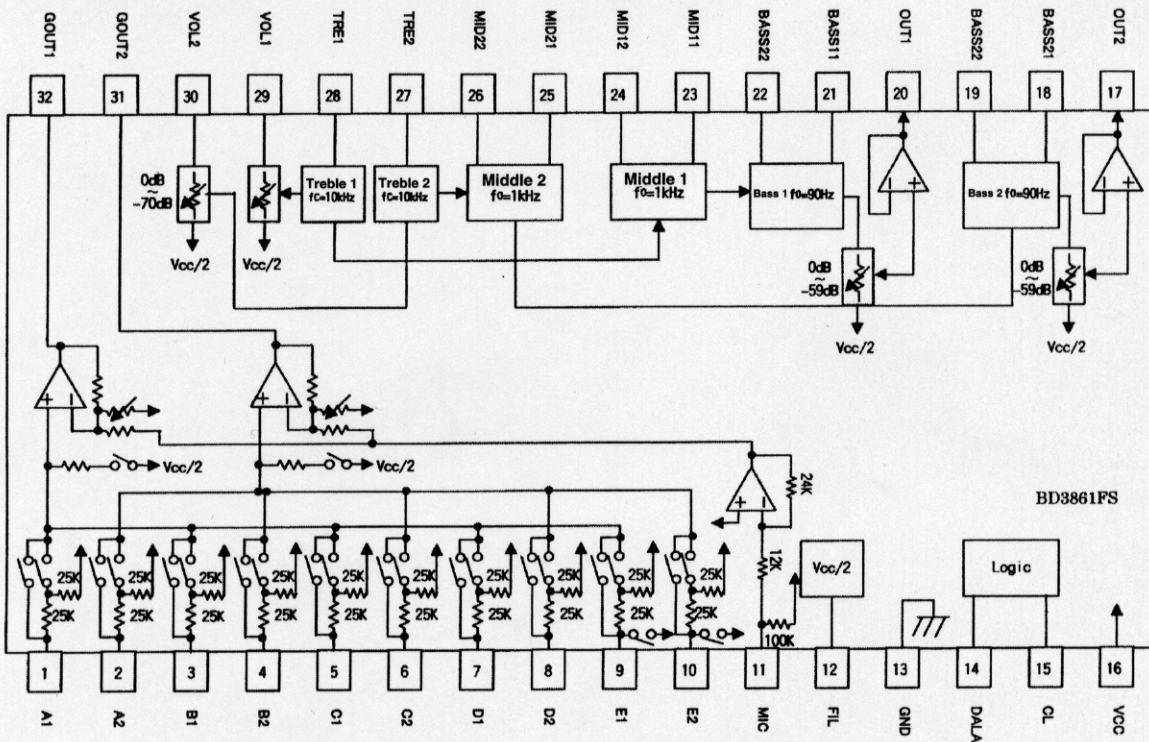 GOUT1 GOUT2 VOL2 VOL1 TRE1 TRE2 MID22 MID21 MID12 MID11 BASS22 BASS11 OUT1 BASS22 BASS21 OUT2
32 31 30 29 28 27 26 25 24 23 22 21 20 19 18 17
0dB
~
-70dB
Vcc/2
Vcc/2
Treble 1
fc=10kHz
Treble 2
fc=10kHz
Middle 2
fo=1kHz
Middle 1
fo=1kHz
Bass 1 fo=90Hz
Bass 2 fo=90Hz
0dB
~
-59dB
Vcc/2
0dB
~
-59dB
Vcc/2
+ −
+ −
− +
− +
Vcc/2
Vcc/2
+ −
24K
BD3861FS
12K
100K
Vcc/2
Logic
25K 25K 25K 25K 25K 25K 25K 25K 25K 25K
25K 25K 25K 25K 25K 25K 25K 25K 25K 25K
1 2 3 4 5 6 7 8 9 10 11 12 13 14 15 16
A1 A2 B1 B2 C1 C2 D1 D2 E1 E2 MIC FIL GND DALA CL VCC